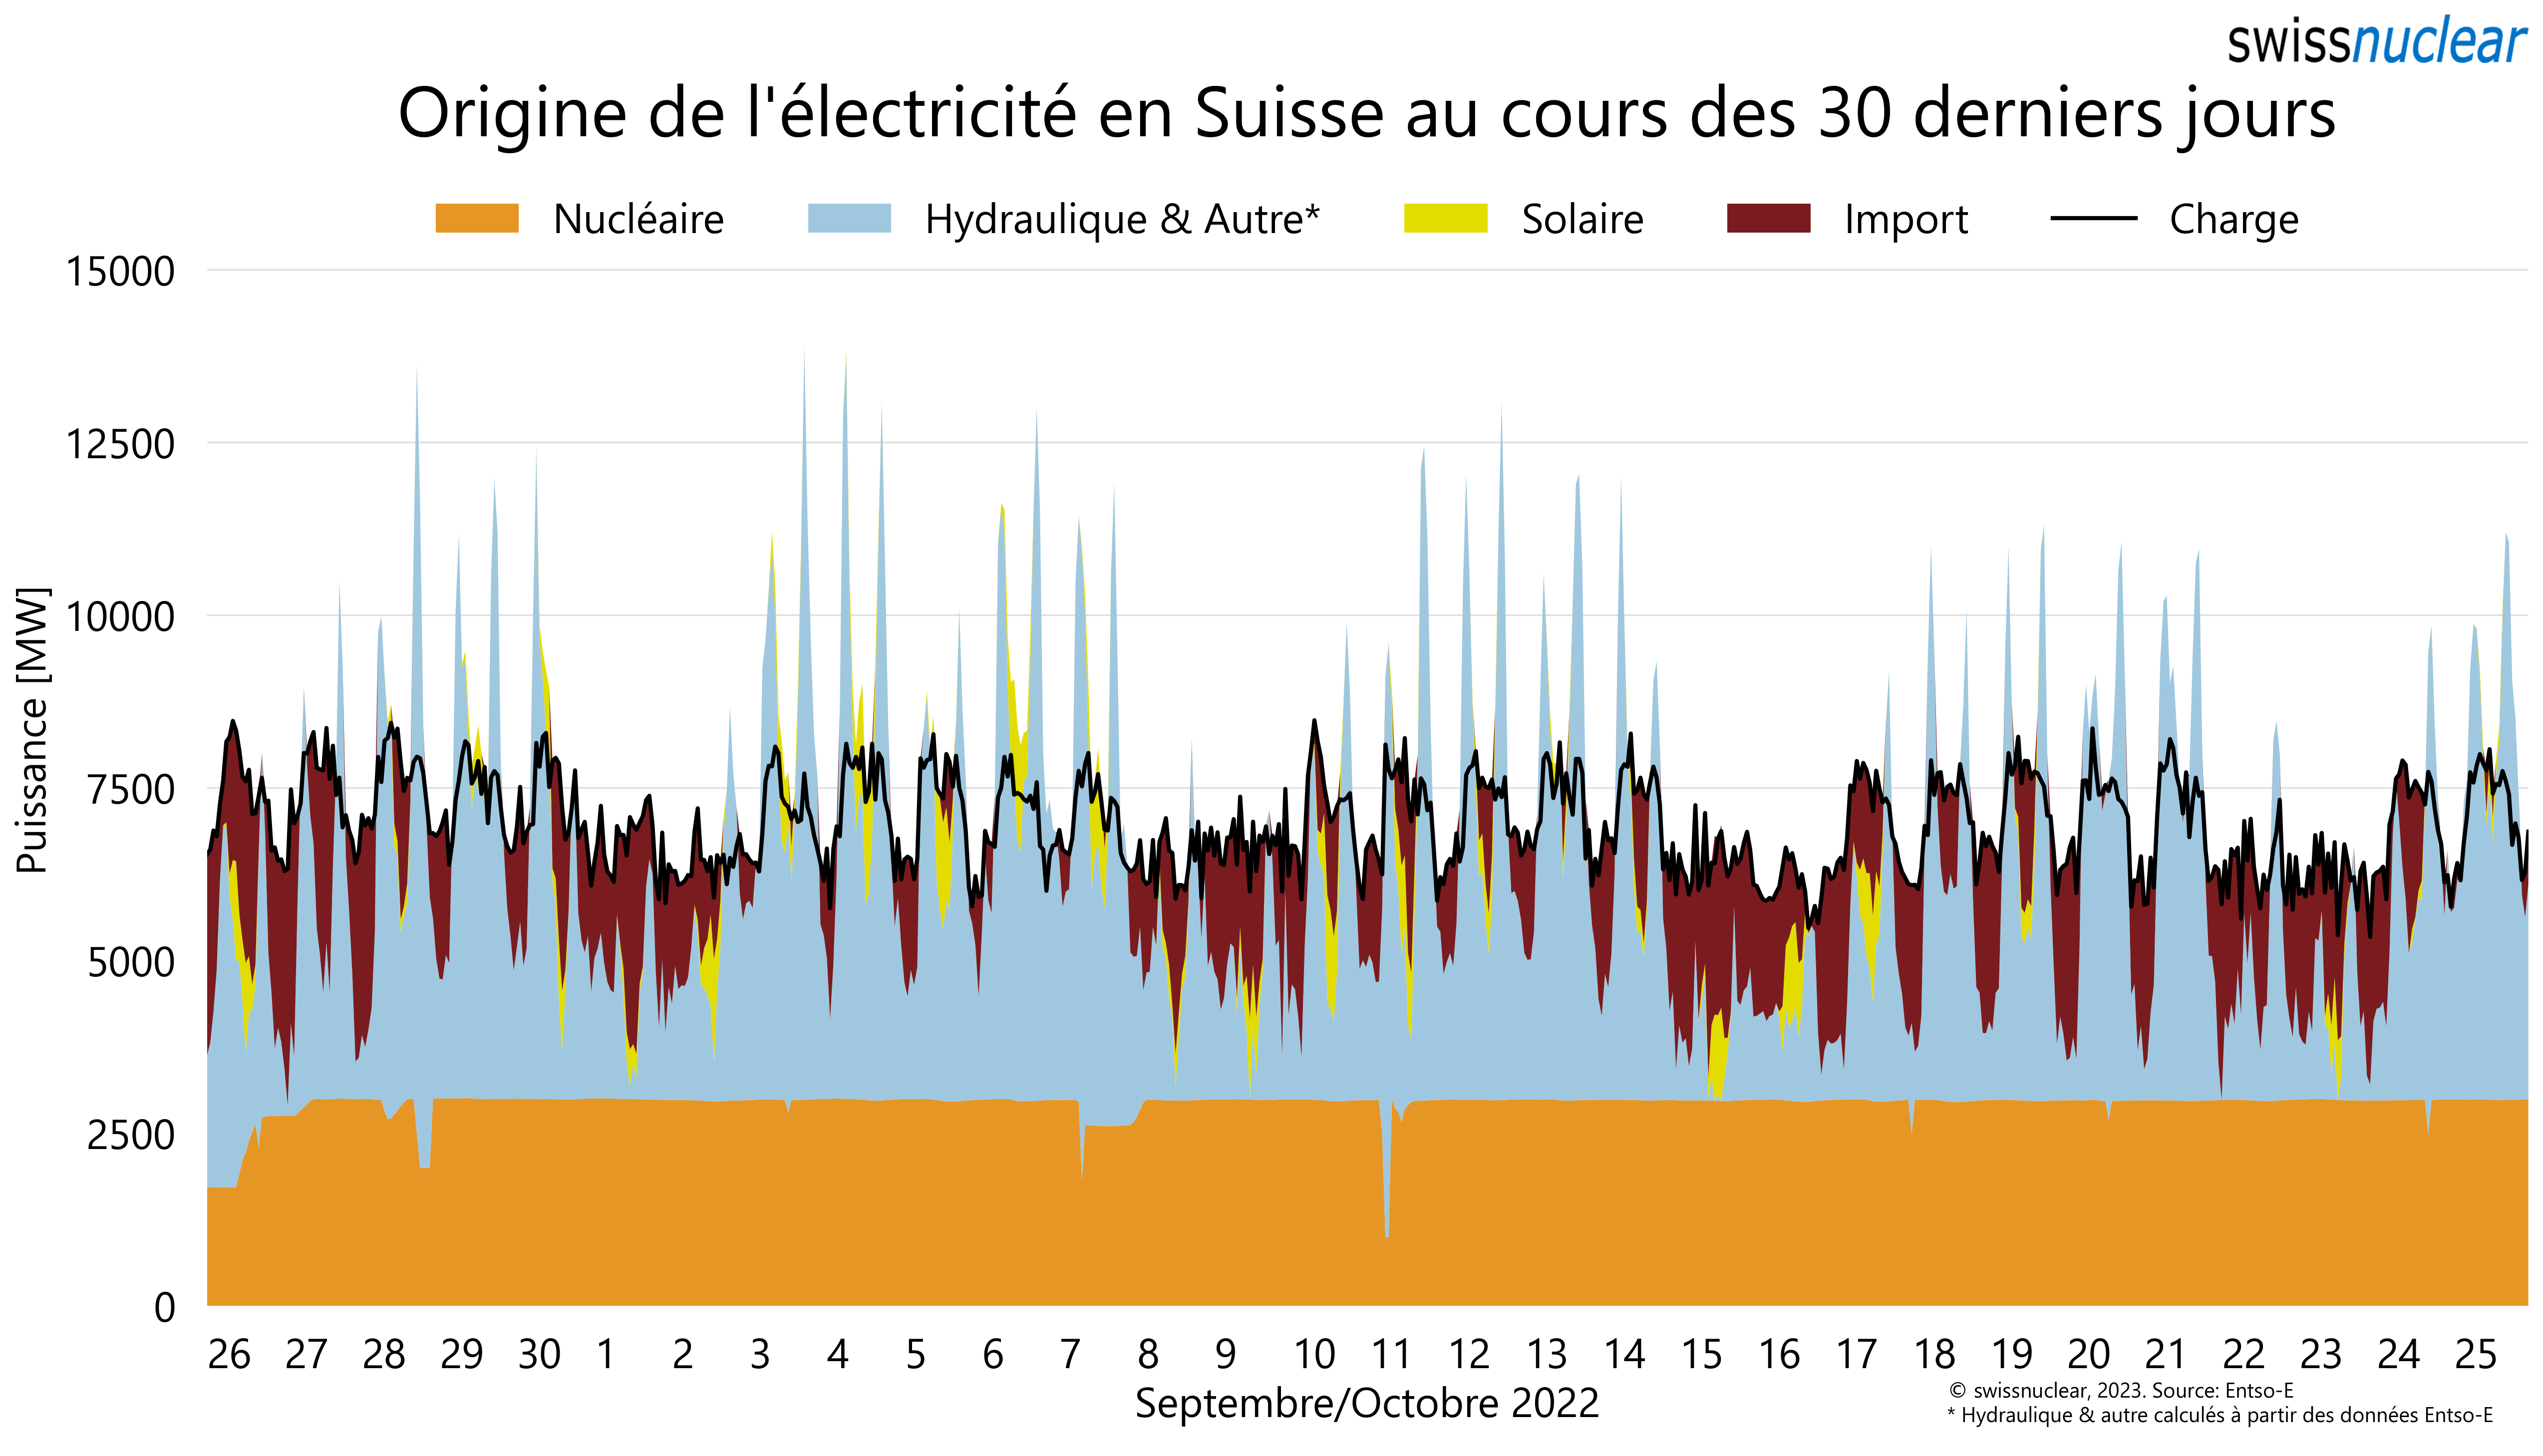 swissnuclear
Origine de l'électricité en Suisse au cours des 30 derniers jours
Nucléaire Hydraulique & Autre* Solaire Import Charge
15000
12500
10000
7500
5000
2500
0
Puissance [MW]
26 27 28 29 30 1 2 3 4 5 6 7 8 9 10 11 12 13 14 15 16 17 18 19 20 21 22 23 24 25
Septembre/Octobre 2022
© swissnuclear, 2023. Source: Entso-E
* Hydraulique & autre calculés à partir des données Entso-E